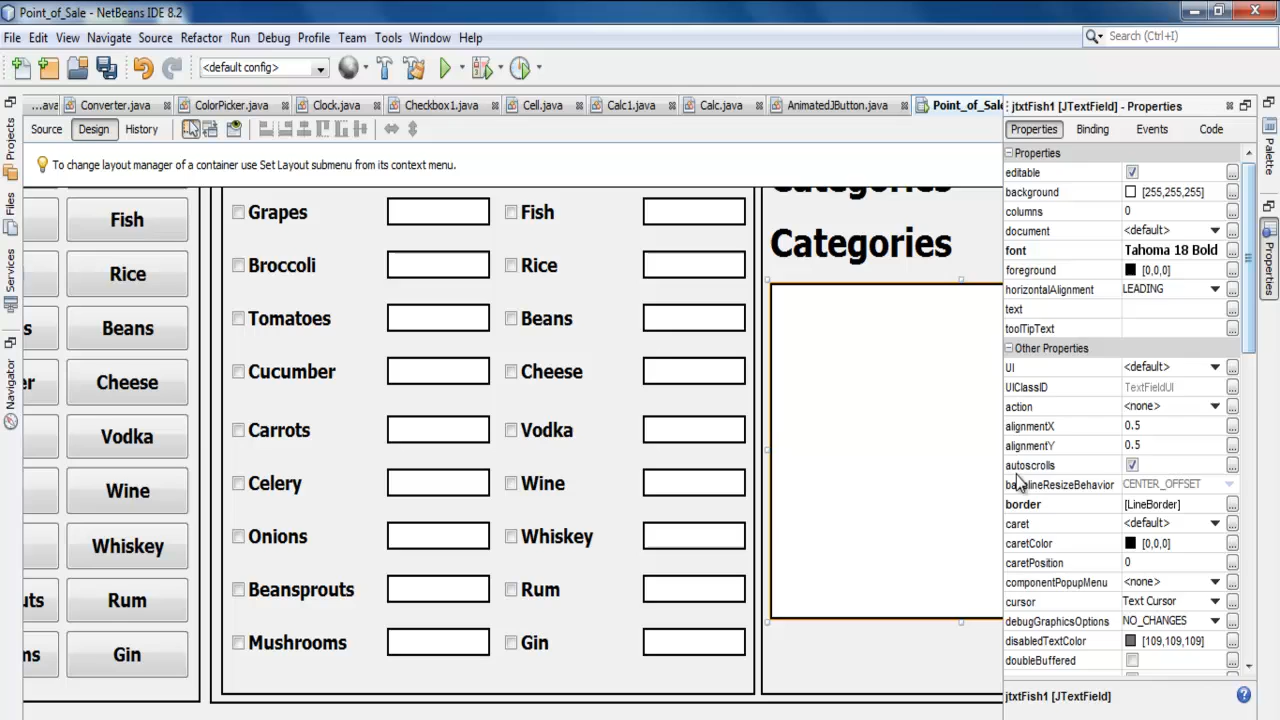 Point_of_Sale - NetBeans IDE 8.2
File Edit View Navigate Source Refactor Run Debug Profile Team Tools Window Help
Search (Ctrl+I)
<default config>
...ava Converter.java ColorPicker.java Clock.java Checkbox1.java Cell.java Calc1.java Calc.java AnimatedJButton.java Point_of_Sale
jtxtFish1 [JTextField] - Properties
Source Design History
Properties Binding Events Code
To change layout manager of a container use Set Layout submenu from its context menu.
Projects
Files
Services
Navigator
Palette
Properties
Fish
Rice
s Beans
er Cheese
Vodka
Wine
Whiskey
uts Rum
ms Gin
Grapes Fish
Broccoli Rice
Tomatoes Beans
Cucumber Cheese
Carrots Vodka
Celery Wine
Onions Whiskey
Beansprouts Rum
Mushrooms Gin
Categories
Categories
Properties
editable
background [255,255,255]
columns 0
document <default>
font Tahoma 18 Bold
foreground [0,0,0]
horizontalAlignment LEADING
text
toolTipText
Other Properties
UI <default>
UIClassID TextFieldUI
action <none>
alignmentX 0.5
alignmentY 0.5
autoscrolls
baselineResizeBehavior CENTER_OFFSET
border [LineBorder]
caret <default>
caretColor [0,0,0]
caretPosition 0
componentPopupMenu <none>
cursor Text Cursor
debugGraphicsOptions NO_CHANGES
disabledTextColor [109,109,109]
doubleBuffered
jtxtFish1 [JTextField]